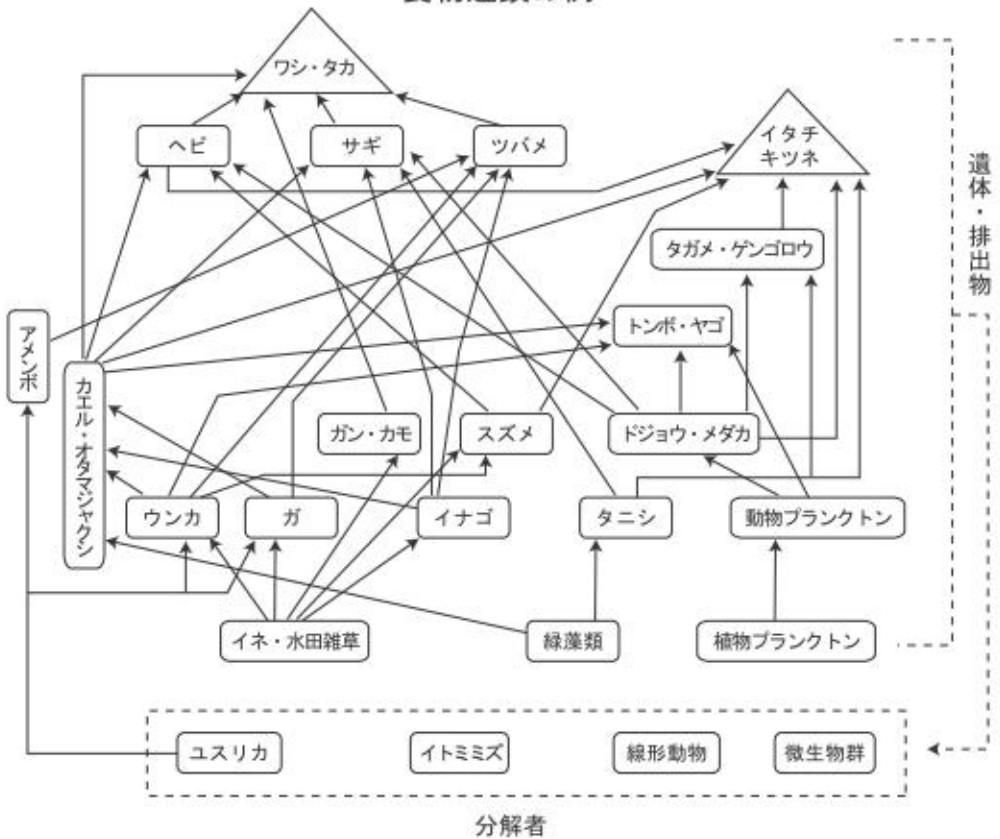 ワシ・タカ
ヘビ
サギ
ツバメ
イタチ
キツネ
遺体・排出物
タガメ・ゲンゴロウ
トンボ・ヤゴ
アメンボ
カエル・オタマジャクシ
ガン・カモ
スズメ
ドジョウ・メダカ
ウンカ
ガ
イナゴ
タニシ
動物プランクトン
イネ・水田雑草
緑藻類
植物プランクトン
ユスリカ
イトミミズ
線形動物
微生物群
分解者